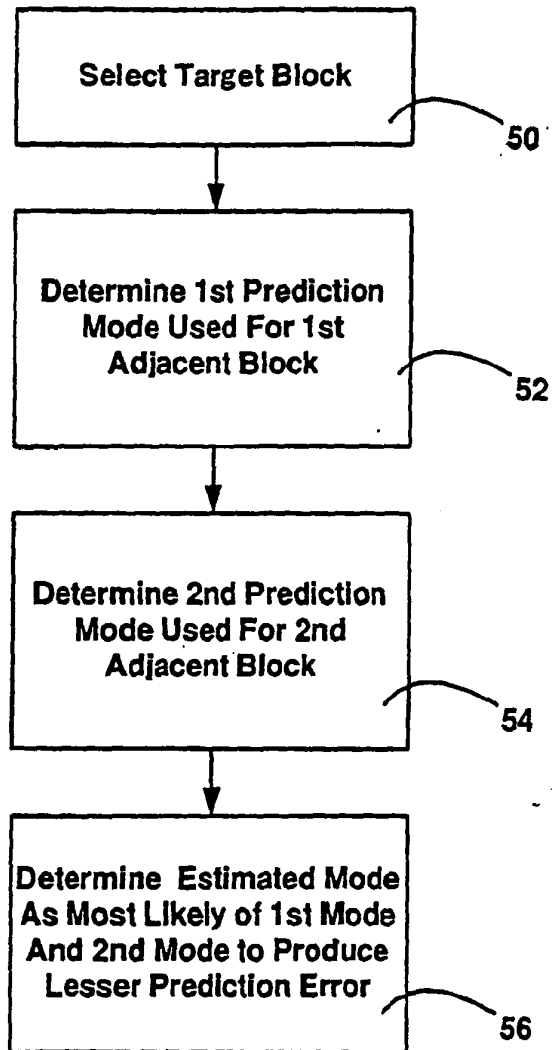 Select Target Block
50
Determine 1st Prediction
Mode Used For 1st
Adjacent Block
52
Determine 2nd Prediction
Mode Used For 2nd
Adjacent Block
54
Determine Estimated Mode
As Most Likely of 1st Mode
And 2nd Mode to Produce
Lesser Prediction Error
56